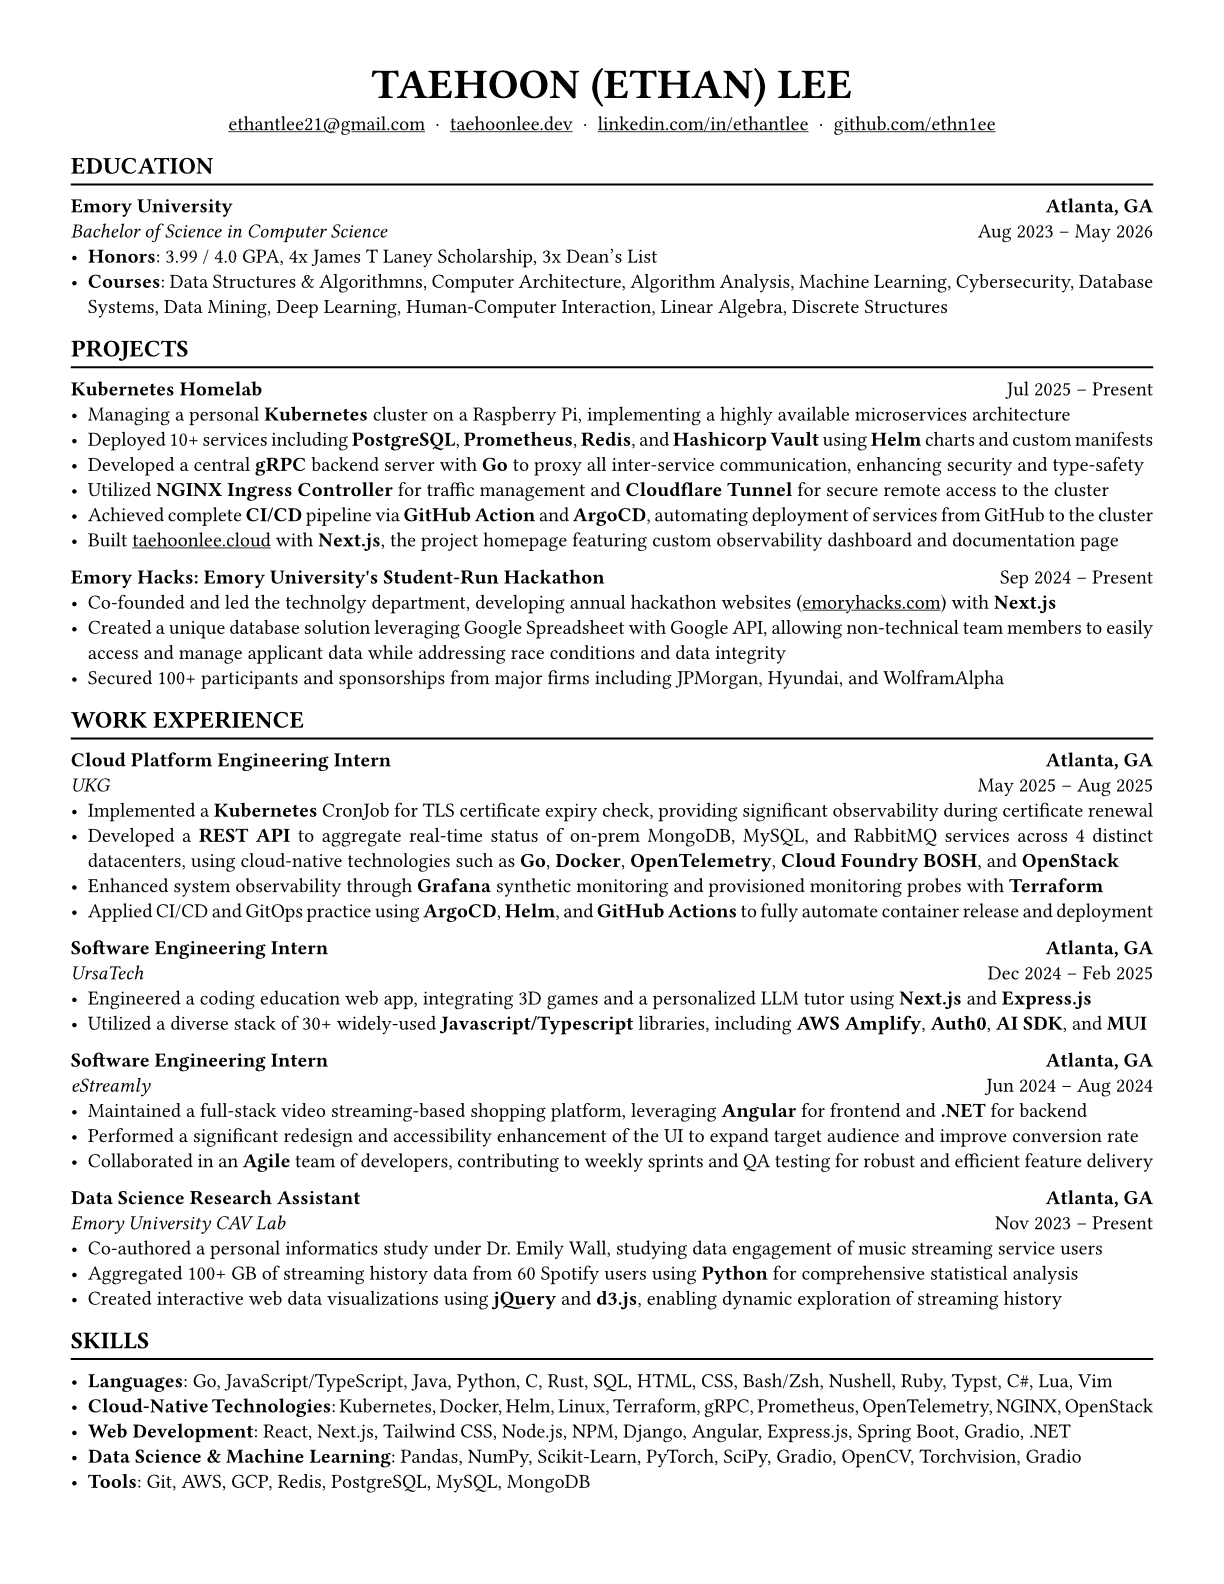 TAEHOON (ETHAN) LEE
ethantlee21@gmail.com · taehoonlee.dev · linkedin.com/in/ethantlee · github.com/ethn1ee
EDUCATION
Emory University Atlanta, GA
Bachelor of Science in Computer Science Aug 2023 – May 2026
• Honors: 3.99 / 4.0 GPA, 4x James T Laney Scholarship, 3x Dean’s List
• Courses: Data Structures & Algorithmns, Computer Architecture, Algorithm Analysis, Machine Learning, Cybersecurity, Database
Systems, Data Mining, Deep Learning, Human-Computer Interaction, Linear Algebra, Discrete Structures
PROJECTS
Kubernetes Homelab Jul 2025 – Present
• Managing a personal Kubernetes cluster on a Raspberry Pi, implementing a highly available microservices architecture
• Deployed 10+ services including PostgreSQL, Prometheus, Redis, and Hashicorp Vault using Helm charts and custom manifests
• Developed a central gRPC backend server with Go to proxy all inter-service communication, enhancing security and type-safety
• Utilized NGINX Ingress Controller for traffic management and Cloudflare Tunnel for secure remote access to the cluster
• Achieved complete CI/CD pipeline via GitHub Action and ArgoCD, automating deployment of services from GitHub to the cluster
• Built taehoonlee.cloud with Next.js, the project homepage featuring custom observability dashboard and documentation page
Emory Hacks: Emory University's Student-Run Hackathon Sep 2024 – Present
• Co-founded and led the technolgy department, developing annual hackathon websites (emoryhacks.com) with Next.js
• Created a unique database solution leveraging Google Spreadsheet with Google API, allowing non-technical team members to easily
access and manage applicant data while addressing race conditions and data integrity
• Secured 100+ participants and sponsorships from major firms including JPMorgan, Hyundai, and WolframAlpha
WORK EXPERIENCE
Cloud Platform Engineering Intern Atlanta, GA
UKG May 2025 – Aug 2025
• Implemented a Kubernetes CronJob for TLS certificate expiry check, providing significant observability during certificate renewal
• Developed a REST API to aggregate real-time status of on-prem MongoDB, MySQL, and RabbitMQ services across 4 distinct
datacenters, using cloud-native technologies such as Go, Docker, OpenTelemetry, Cloud Foundry BOSH, and OpenStack
• Enhanced system observability through Grafana synthetic monitoring and provisioned monitoring probes with Terraform
• Applied CI/CD and GitOps practice using ArgoCD, Helm, and GitHub Actions to fully automate container release and deployment
Software Engineering Intern Atlanta, GA
UrsaTech Dec 2024 – Feb 2025
• Engineered a coding education web app, integrating 3D games and a personalized LLM tutor using Next.js and Express.js
• Utilized a diverse stack of 30+ widely-used Javascript/Typescript libraries, including AWS Amplify, Auth0, AI SDK, and MUI
Software Engineering Intern Atlanta, GA
eStreamly Jun 2024 – Aug 2024
• Maintained a full-stack video streaming-based shopping platform, leveraging Angular for frontend and .NET for backend
• Performed a significant redesign and accessibility enhancement of the UI to expand target audience and improve conversion rate
• Collaborated in an Agile team of developers, contributing to weekly sprints and QA testing for robust and efficient feature delivery
Data Science Research Assistant Atlanta, GA
Emory University CAV Lab Nov 2023 – Present
• Co-authored a personal informatics study under Dr. Emily Wall, studying data engagement of music streaming service users
• Aggregated 100+ GB of streaming history data from 60 Spotify users using Python for comprehensive statistical analysis
• Created interactive web data visualizations using jQuery and d3.js, enabling dynamic exploration of streaming history
SKILLS
• Languages: Go, JavaScript/TypeScript, Java, Python, C, Rust, SQL, HTML, CSS, Bash/Zsh, Nushell, Ruby, Typst, C#, Lua, Vim
• Cloud-Native Technologies: Kubernetes, Docker, Helm, Linux, Terraform, gRPC, Prometheus, OpenTelemetry, NGINX, OpenStack
• Web Development: React, Next.js, Tailwind CSS, Node.js, NPM, Django, Angular, Express.js, Spring Boot, Gradio, .NET
• Data Science & Machine Learning: Pandas, NumPy, Scikit-Learn, PyTorch, SciPy, Gradio, OpenCV, Torchvision, Gradio
• Tools: Git, AWS, GCP, Redis, PostgreSQL, MySQL, MongoDB